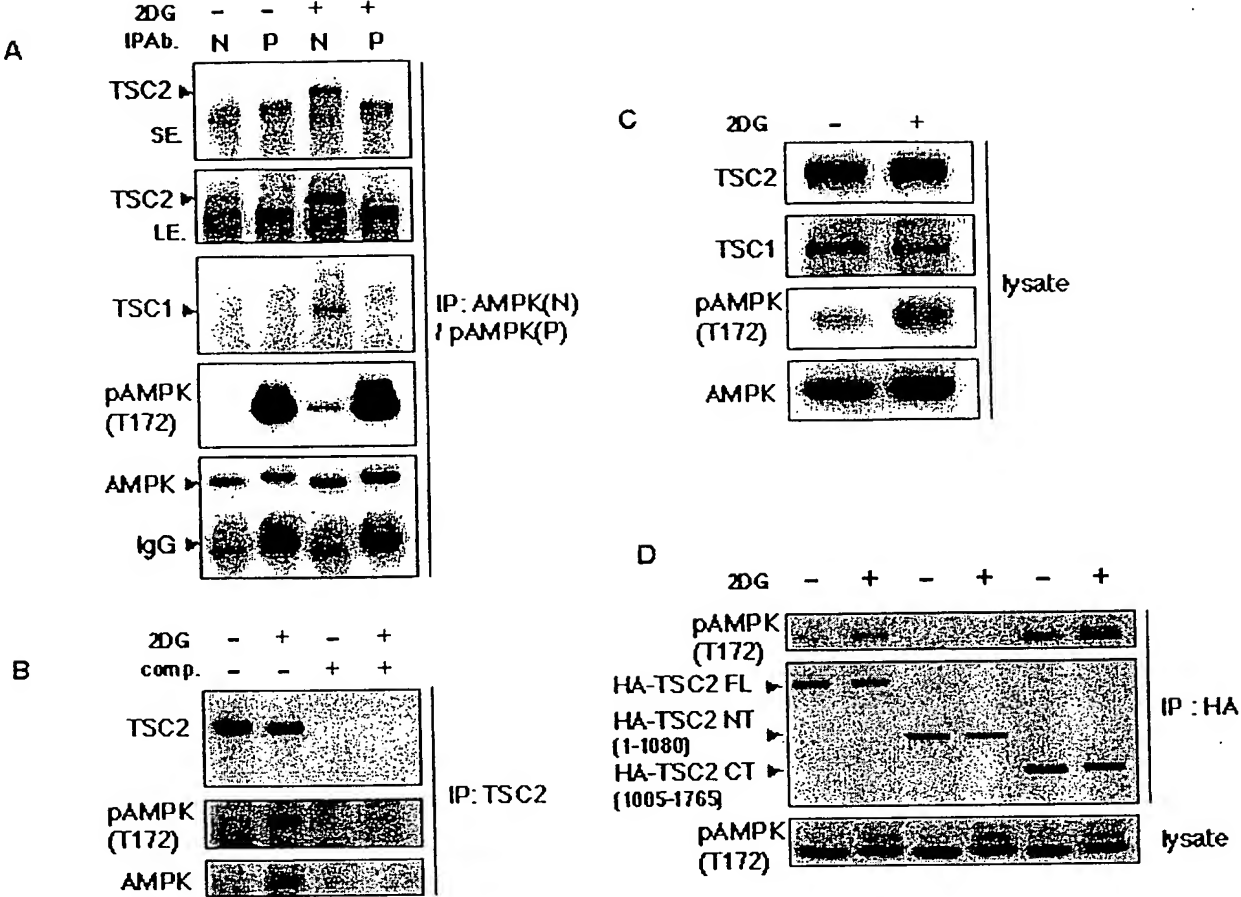 A
2DG - - + +
IPAb. N P N P
TSC2
SE.
TSC2
LE.
TSC1
pAMPK
(T172)
AMPK
IgG
IP: AMPK(N)
/ pAMPK(P)
B
2DG - + - +
comp. - - + +
TSC2
pAMPK
(T172)
AMPK
IP: TSC2
C
2DG - +
TSC2
TSC1
pAMPK
(T172)
AMPK
lysate
D
2DG - + - + - +
pAMPK
(T172)
HA-TSC2 FL
HA-TSC2 NT
(1-1080)
HA-TSC2 CT
(1005-1765)
IP : HA
pAMPK
(T172)
lysate